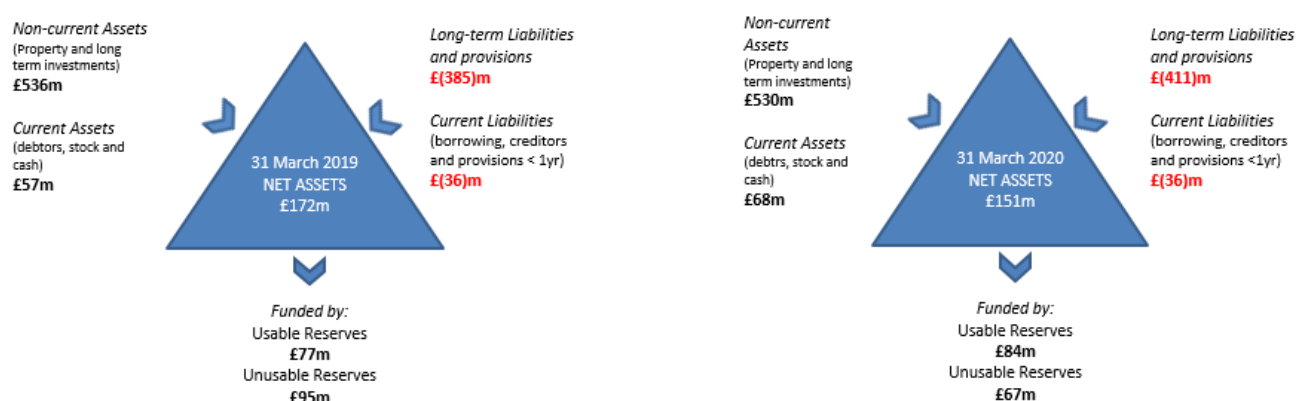 Non-current Assets
(Property and long
term investments)
£536m
Current Assets
(debtors, stock and
cash)
£57m
Long-term Liabilities
and provisions
£(385)m
Current Liabilities
(borrowing, creditors
and provisions < 1yr)
£(36)m
31 March 2019
NET ASSETS
£172m
Funded by:
Usable Reserves
£77m
Unusable Reserves
£95m
Non-current
Assets
(Property and long
term investments)
£530m
Current Assets
(debtrs, stock and
cash)
£68m
Long-term Liabilities
and provisions
£(411)m
Current Liabilities
(borrowing, creditors
and provisions <1yr)
£(36)m
31 March 2020
NET ASSETS
£151m
Funded by:
Usable Reserves
£84m
Unusable Reserves
£67m